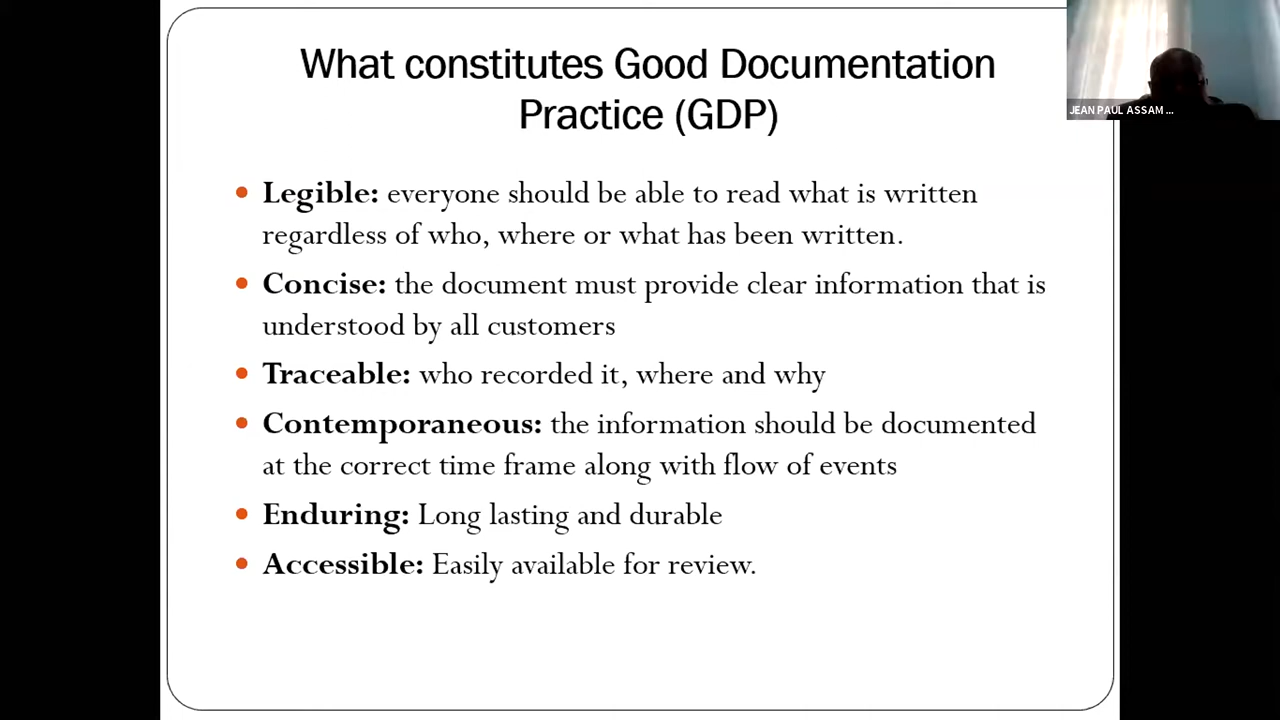 What constitutes Good Documentation
Practice (GDP)
JEAN PAUL ASSAM ...
• Legible: everyone should be able to read what is written
regardless of who, where or what has been written.
• Concise: the document must provide clear information that is
understood by all customers
• Traceable: who recorded it, where and why
• Contemporaneous: the information should be documented
at the correct time frame along with flow of events
• Enduring: Long lasting and durable
• Accessible: Easily available for review.